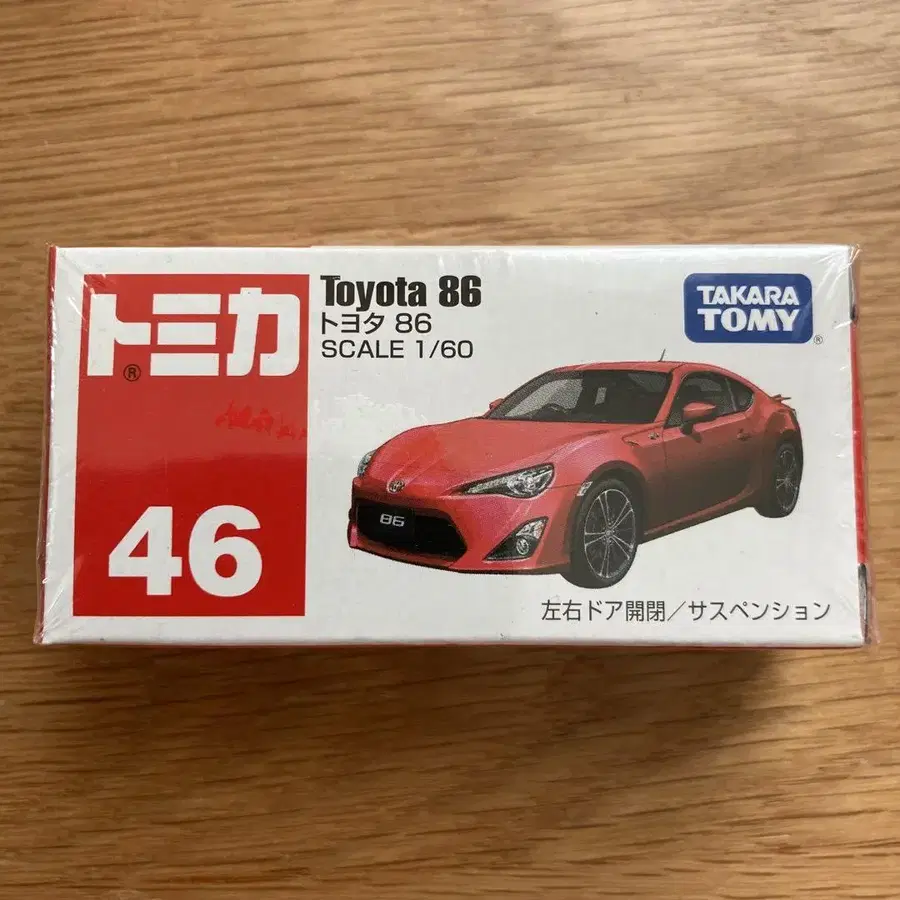 トミカ®
Toyota 86
トヨタ 86
SCALE 1/60
TAKARA
TOMY®
86
46
左右ドア開閉／サスペンション